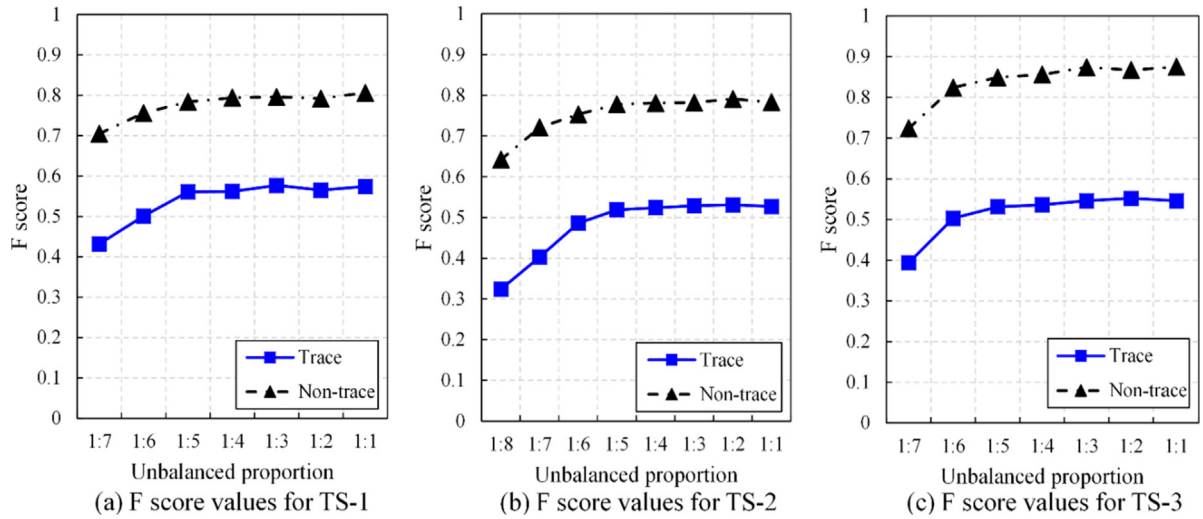 1
0.9
0.8
0.7
0.6
0.5
0.4
0.3
0.2
0.1
0
F score
Trace
Non-trace
1:7 1:6 1:5 1:4 1:3 1:2 1:1
Unbalanced proportion
(a) F score values for TS-1
1
0.9
0.8
0.7
0.6
0.5
0.4
0.3
0.2
0.1
0
F score
Trace
Non-trace
1:8 1:7 1:6 1:5 1:4 1:3 1:2 1:1
Unbalanced proportion
(b) F score values for TS-2
1
0.9
0.8
0.7
0.6
0.5
0.4
0.3
0.2
0.1
0
F score
Trace
Non-trace
1:7 1:6 1:5 1:4 1:3 1:2 1:1
Unbalanced proportion
(c) F score values for TS-3